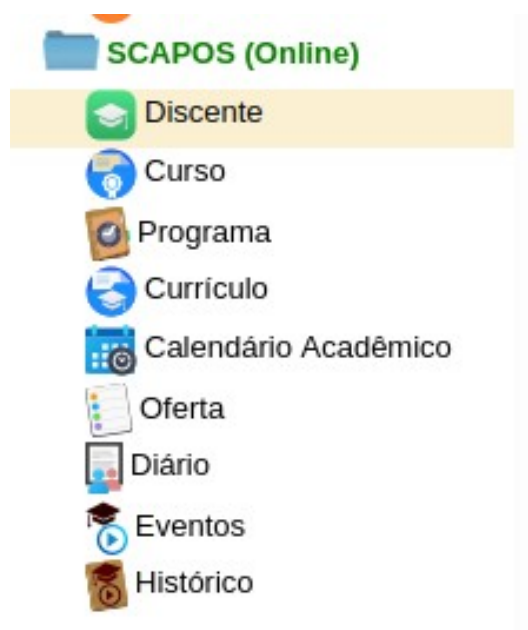 SCAPOS (Online)
Discente
Curso
Programa
Currículo
Calendário Acadêmico
Oferta
Diário
Eventos
Histórico